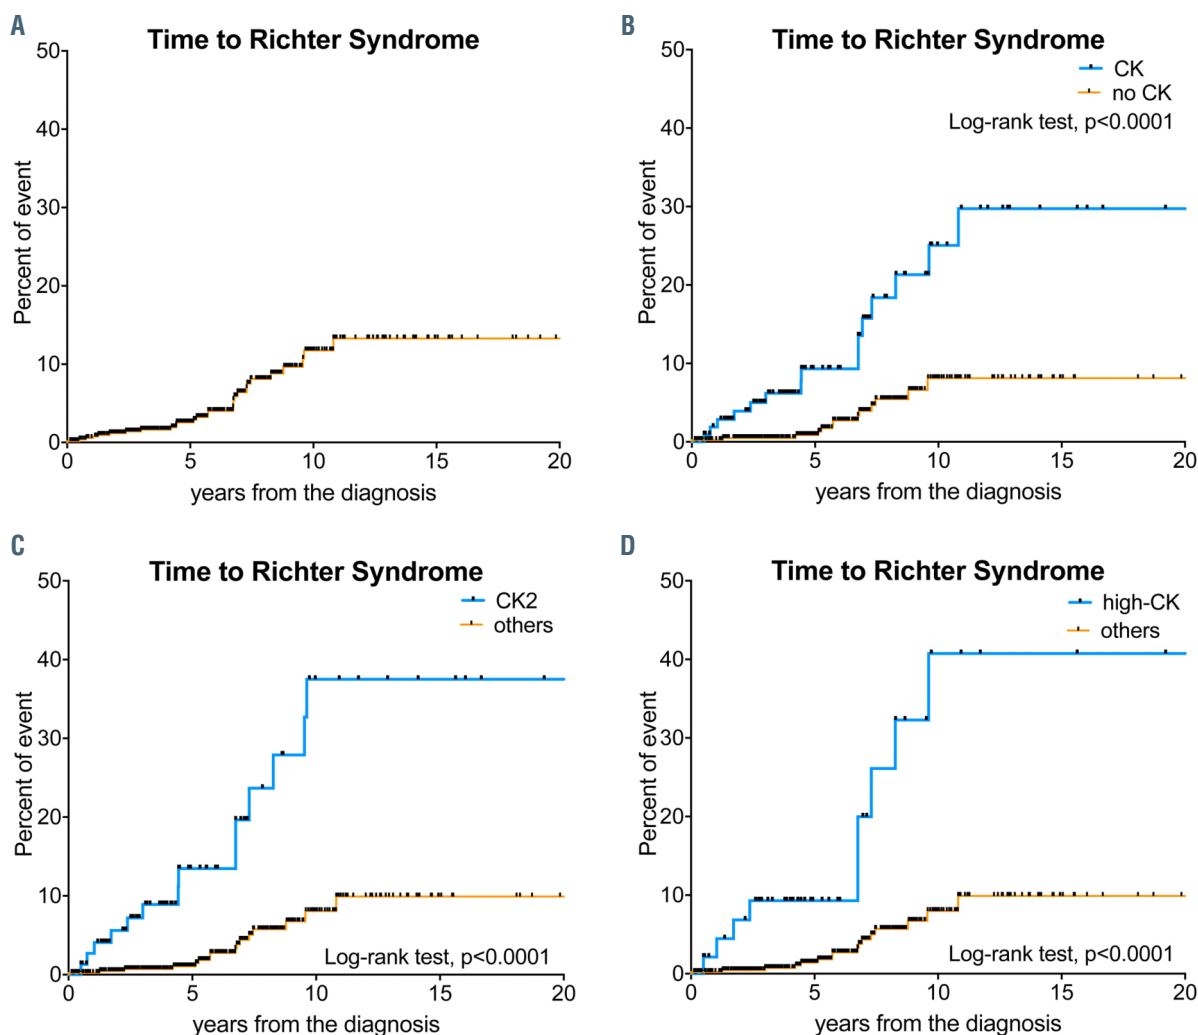 A
Time to Richter Syndrome
50
40
30
20
10
0
Percent of event
0 5 10 15 20
years from the diagnosis
B
Time to Richter Syndrome
CK
no CK
Log-rank test, p<0.0001
50
40
30
20
10
0
Percent of event
0 5 10 15 20
years from the diagnosis
C
Time to Richter Syndrome
CK2
others
50
40
30
20
10
0
Percent of event
Log-rank test, p<0.0001
0 5 10 15 20
years from the diagnosis
D
Time to Richter Syndrome
high-CK
others
50
40
30
20
10
0
Percent of event
Log-rank test, p<0.0001
0 5 10 15 20
years from the diagnosis